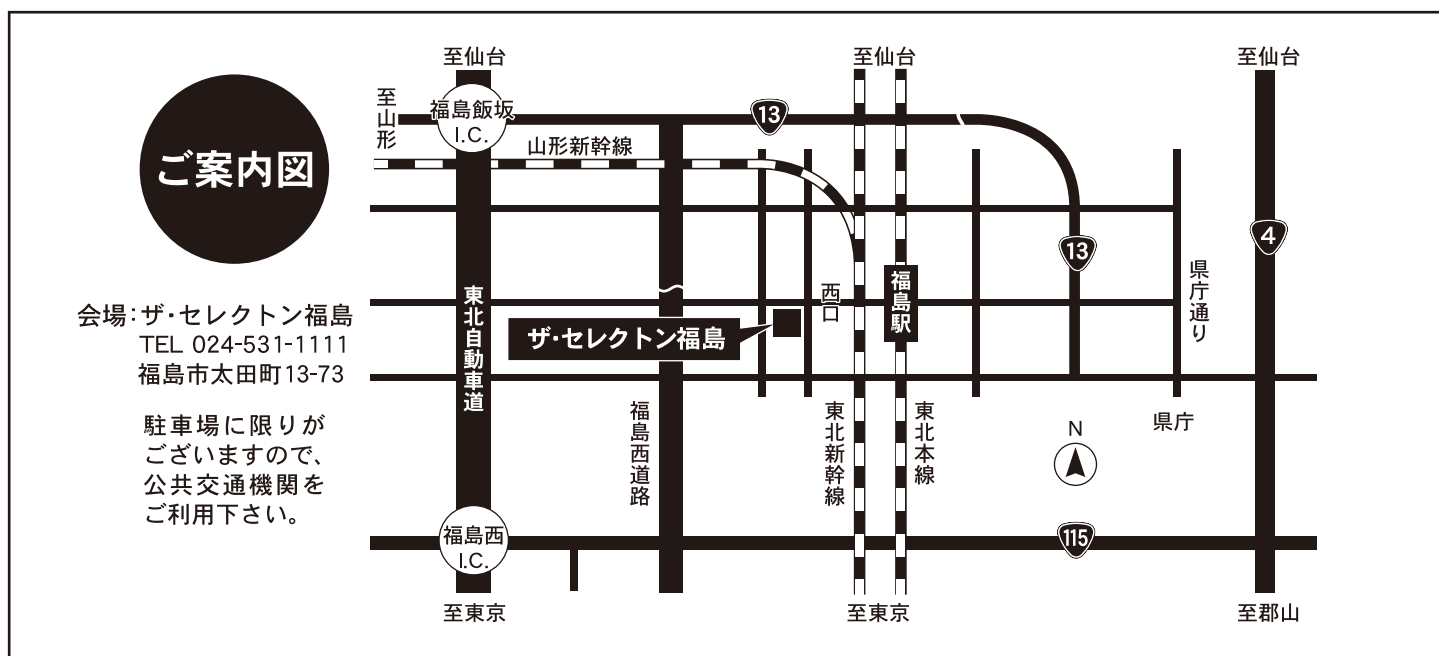 ご案内図
会場:ザ・セレクトン福島
TEL 024-531-1111
福島市太田町13-73
駐車場に限りが
ございますので、
公共交通機関を
ご利用下さい。
至仙台
至仙台
至仙台
至山形
福島飯坂
I.C.
13
山形新幹線
4
13
県庁通り
西口
福島駅
東北自動車道
ザ・セレクトン福島
福島西道路
東北新幹線
東北本線
県庁
N
福島西
I.C.
115
至東京
至東京
至郡山